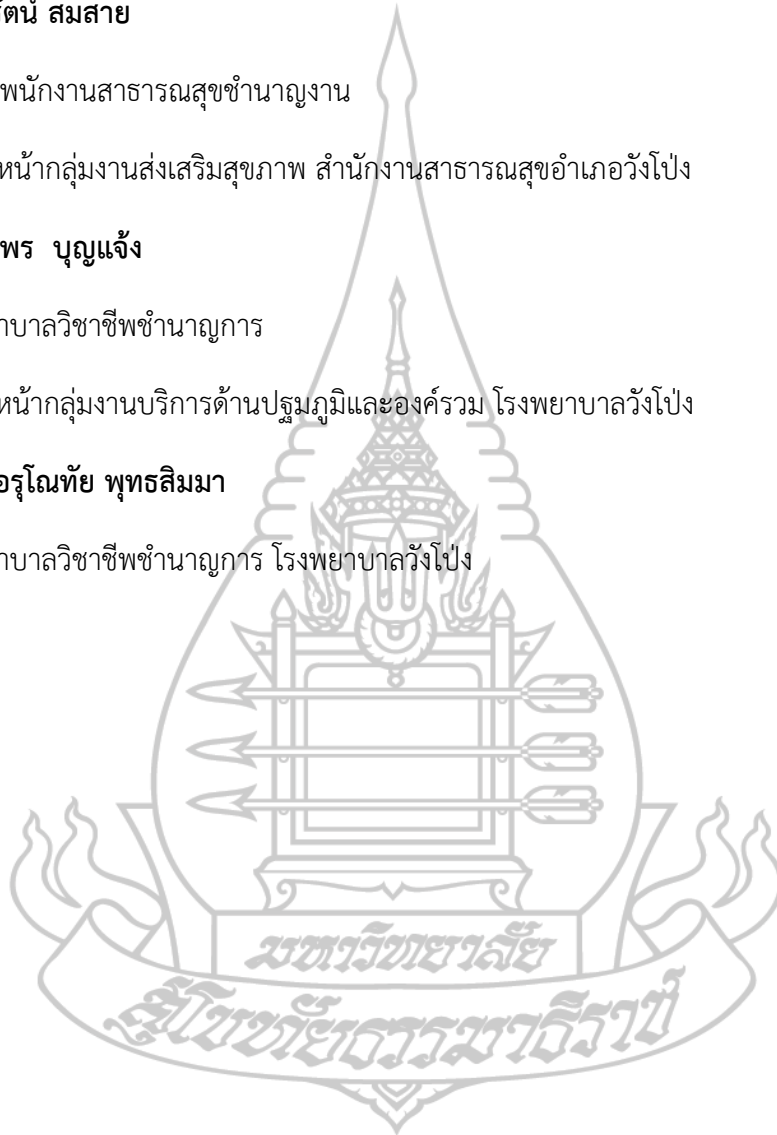 รัตน์ สมสาย
พนักงานสาธารณสุขชำนาญงาน
หน้ากลุ่มงานส่งเสริมสุขภาพ สำนักงานสาธารณสุขอำเภอวังโป่ง
พร บุญแจ้ง
าบาลวิชาชีพชำนาญการ
หน้ากลุ่มงานบริการด้านปฐมภูมิและองค์รวม โรงพยาบาลวังโป่ง
อรุโณทัย พุทธสิมมา
าบาลวิชาชีพชำนาญการ โรงพยาบาลวังโป่ง
มหาวิทยาลัย
สุโขทัยธรรมาธิราช